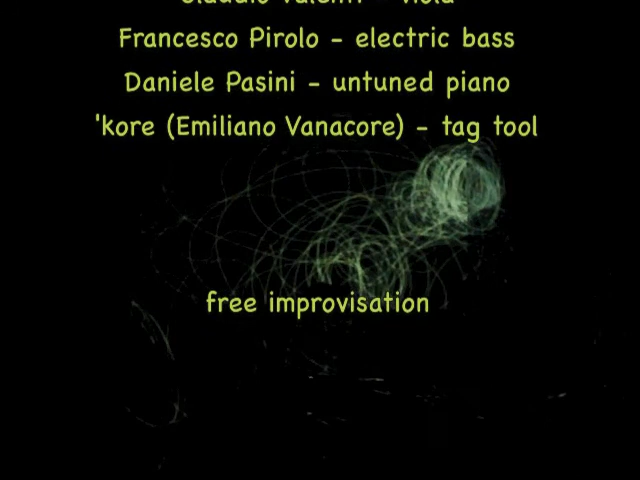 Francesco Pirolo - electric bass
Daniele Pasini - untuned piano
'kore (Emiliano Vanacore) - tag tool
free improvisation